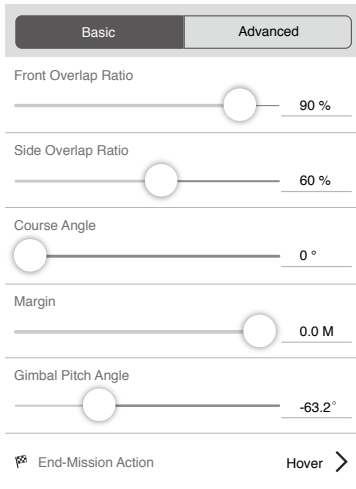 Basic Advanced
Front Overlap Ratio
90 %
Side Overlap Ratio
60 %
Course Angle
0 °
Margin
0.0 M
Gimbal Pitch Angle
-63.2°
End-Mission Action Hover